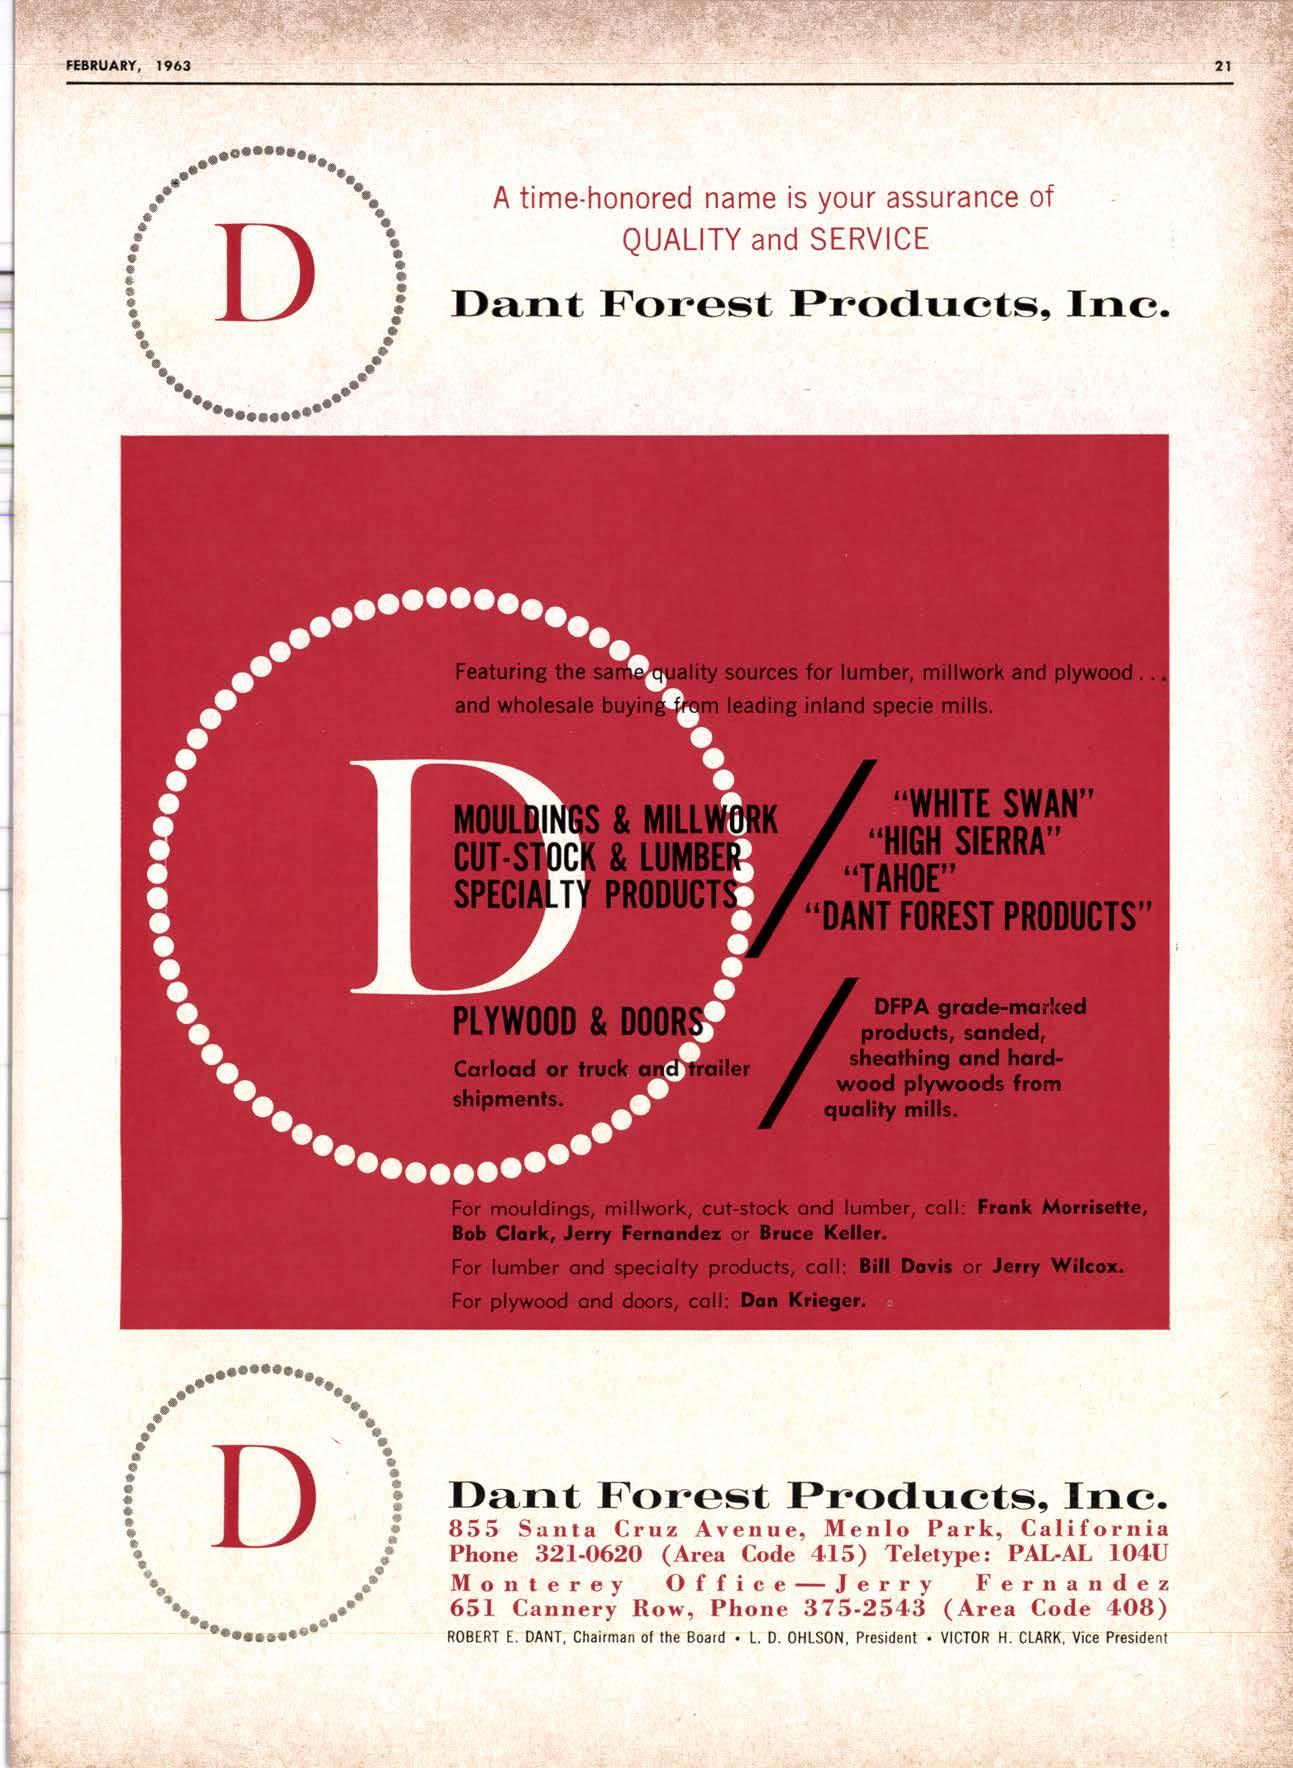 FEBRUARY, 1963
21
D
A time-honored name is your assurance of
QUALITY and SERVICE
Dant Forest Products, Inc.
Featuring the same quality sources for lumber, millwork and plywood...
and wholesale buying from leading inland specie mills.
D
MOULDINGS & MILLWORK
CUT-STOCK & LUMBER
SPECIALTY PRODUCTS
"WHITE SWAN"
"HIGH SIERRA"
"TAHOE"
"DANT FOREST PRODUCTS"
PLYWOOD & DOORS
Carload or truck and trailer
shipments.
DFPA grade-marked
products, sanded,
sheathing and hard-
wood plywoods from
quality mills.
For mouldings, millwork, cut-stock and lumber, call: Frank Morrisette,
Bob Clark, Jerry Fernandez or Bruce Keller.
For lumber and specialty products, call: Bill Davis or Jerry Wilcox.
For plywood and doors, call: Dan Krieger.
D
Dant Forest Products, Inc.
855 Santa Cruz Avenue, Menlo Park, California
Phone 321-0620 (Area Code 415) Teletype: PAL-AL 104U
Monterey Office—Jerry Fernandez
651 Cannery Row, Phone 375-2543 (Area Code 408)
ROBERT E. DANT, Chairman of the Board • L. D. OHLSON, President • VICTOR H. CLARK, Vice President